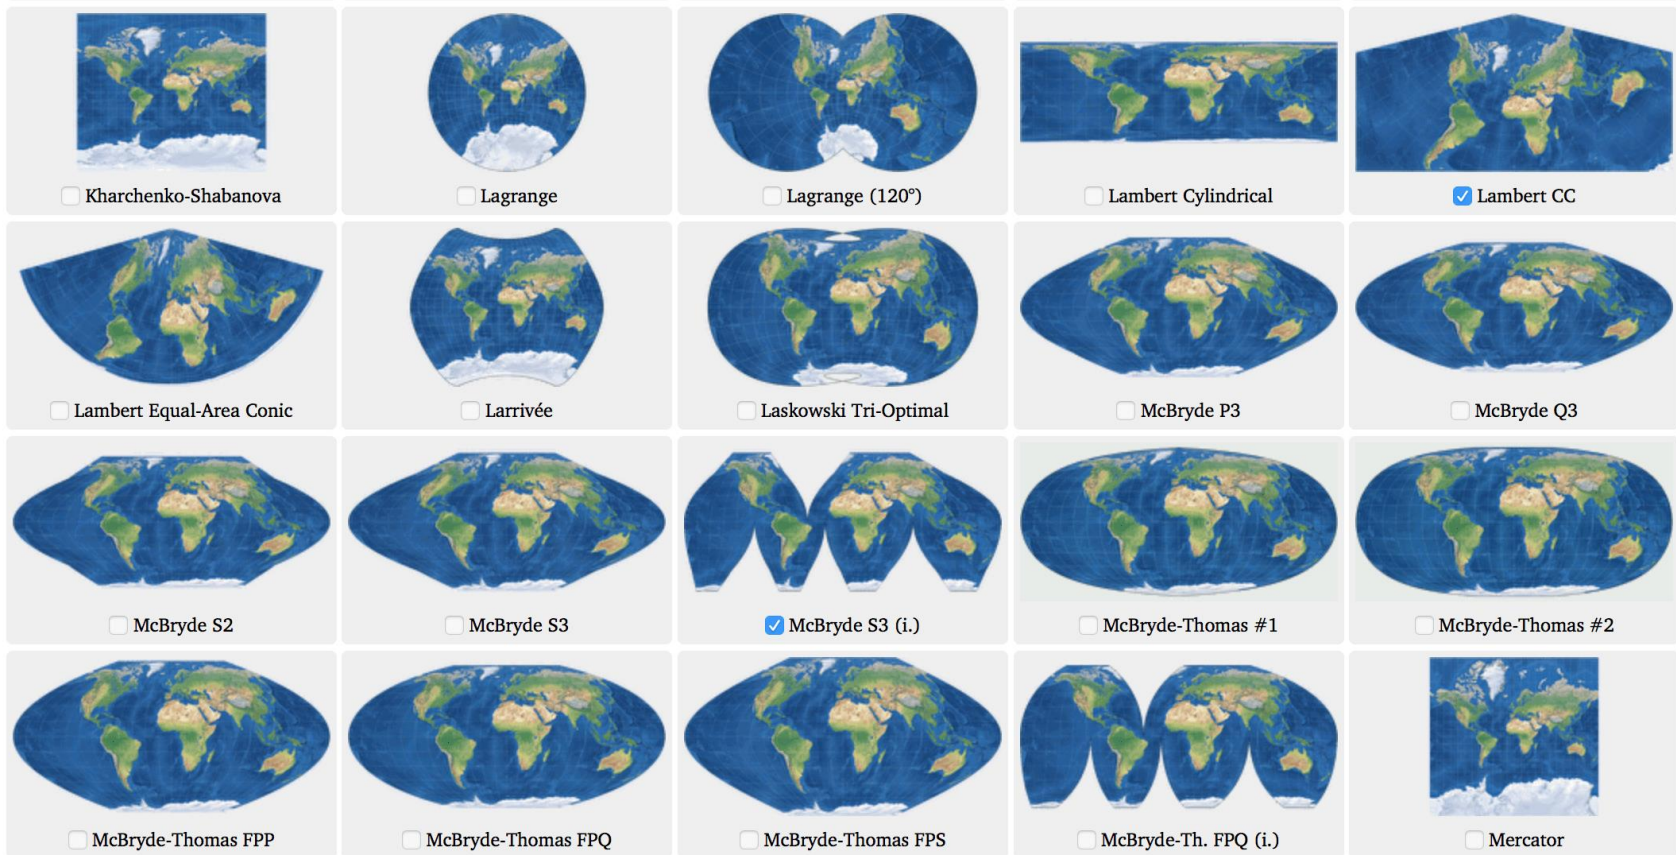 Kharchenko-Shabanova
Lagrange
Lagrange (120°)
Lambert Cylindrical
Lambert CC
Lambert Equal-Area Conic
Larrivée
Laskowski Tri-Optimal
McBryde P3
McBryde Q3
McBryde S2
McBryde S3
McBryde S3 (i.)
McBryde-Thomas #1
McBryde-Thomas #2
McBryde-Thomas FPP
McBryde-Thomas FPQ
McBryde-Thomas FPS
McBryde-Th. FPQ (i.)
Mercator